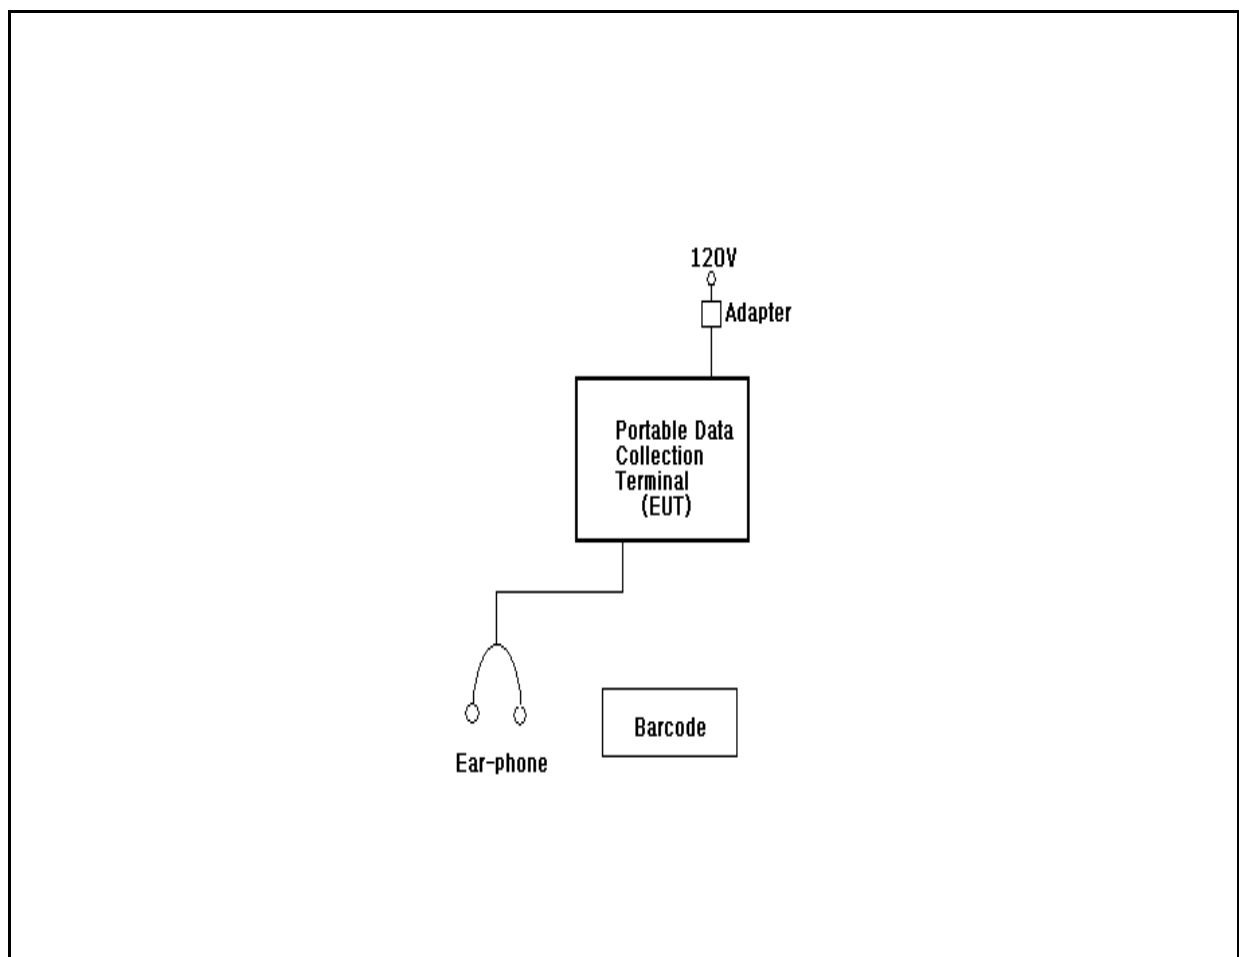 120V
Adapter
Portable Data
Collection
Terminal
(EUT)
Barcode
Ear-phone